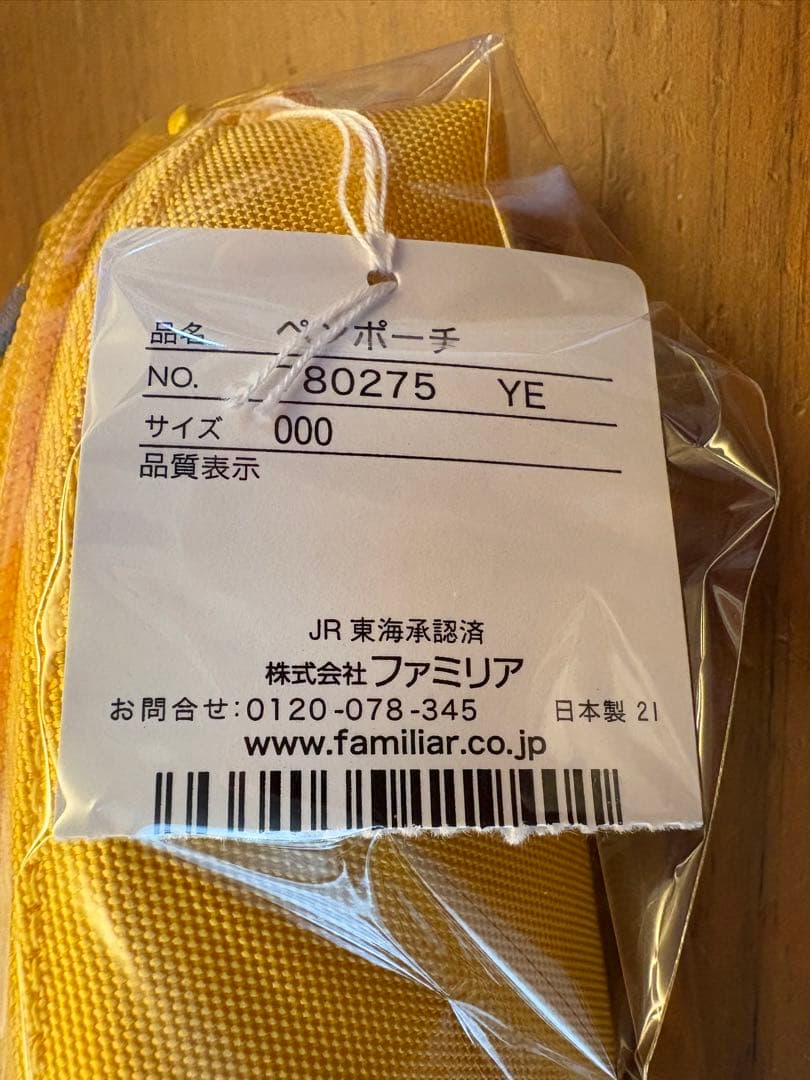 品名 ペンポーチ
NO. 80275 YE
サイズ 000
品質表示
JR東海承認済
株式会社ファミリア
お問合せ:0120-078-345 日本製 21
www.familiar.co.jp